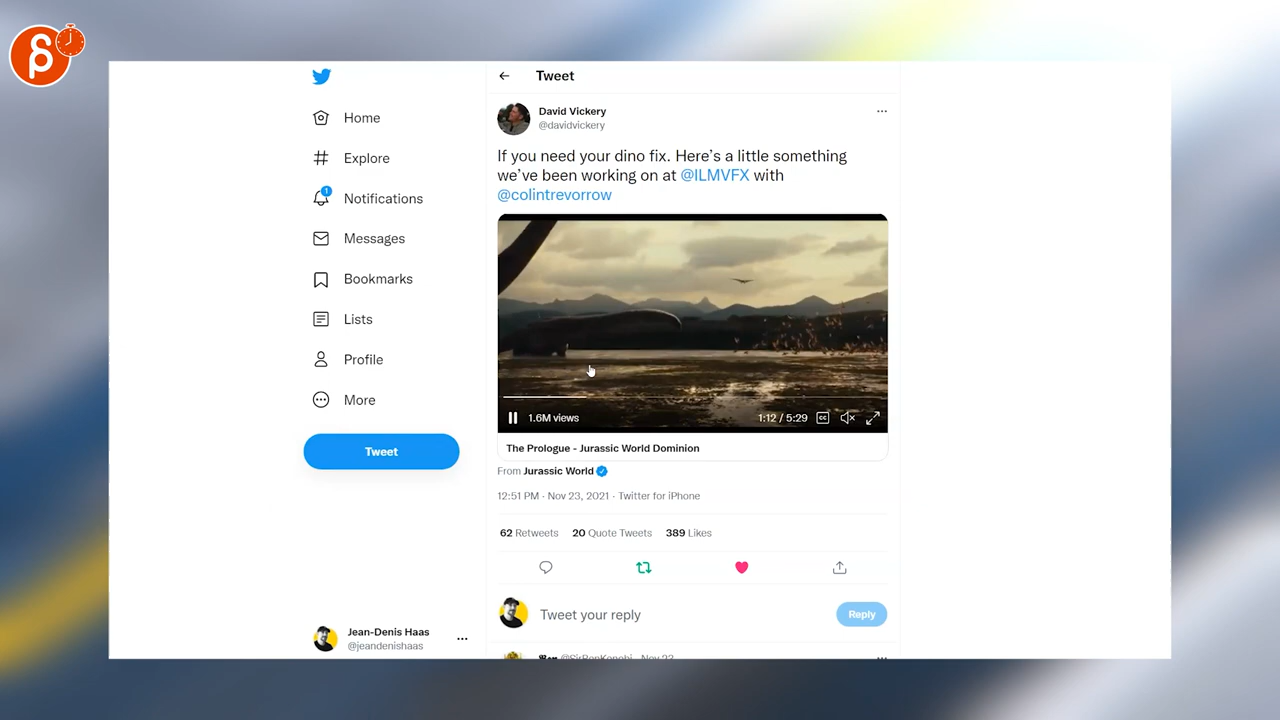 Tweet
David Vickery
@davidvickery
Home
Explore
Notifications
1
Messages
Bookmarks
Lists
Profile
More
Tweet
If you need your dino fix. Here's a little something
we've been working on at @ILMVFX with
@colintrevorrow
1.6M views
1:12 / 5:29
CC
The Prologue - Jurassic World Dominion
From Jurassic World
12:51 PM · Nov 23, 2021 · Twitter for iPhone
62 Retweets 20 Quote Tweets 389 Likes
Tweet your reply
Reply
Jean-Denis Haas
@jeandenishaas